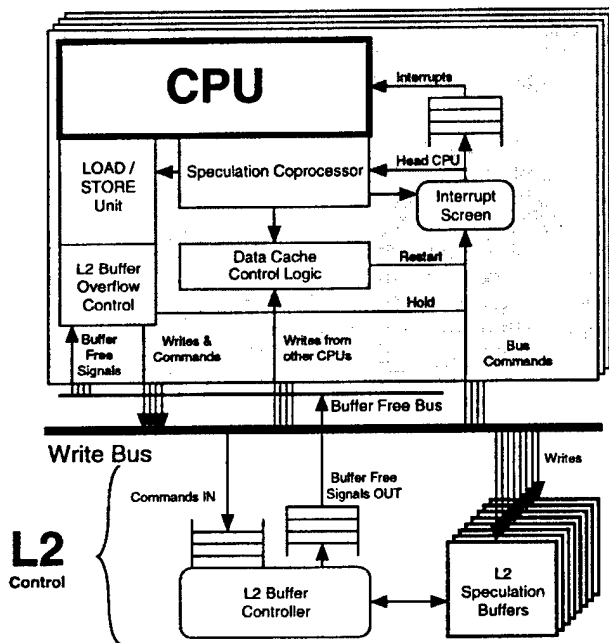 CPU
Interrupts
LOAD /
STORE
Unit
Speculation Coprocessor
Head CPU
Interrupt
Screen
L2 Buffer
Overflow
Control
Data Cache
Control Logic
Restart
Hold
Buffer
Free
Signals
Writes &
Commands
Writes from
other CPUs
Bus
Commands
Buffer Free Bus
Write Bus
Writes
L2
Control
Commands IN
Buffer Free
Signals OUT
L2 Buffer
Controller
L2
Speculation
Buffers